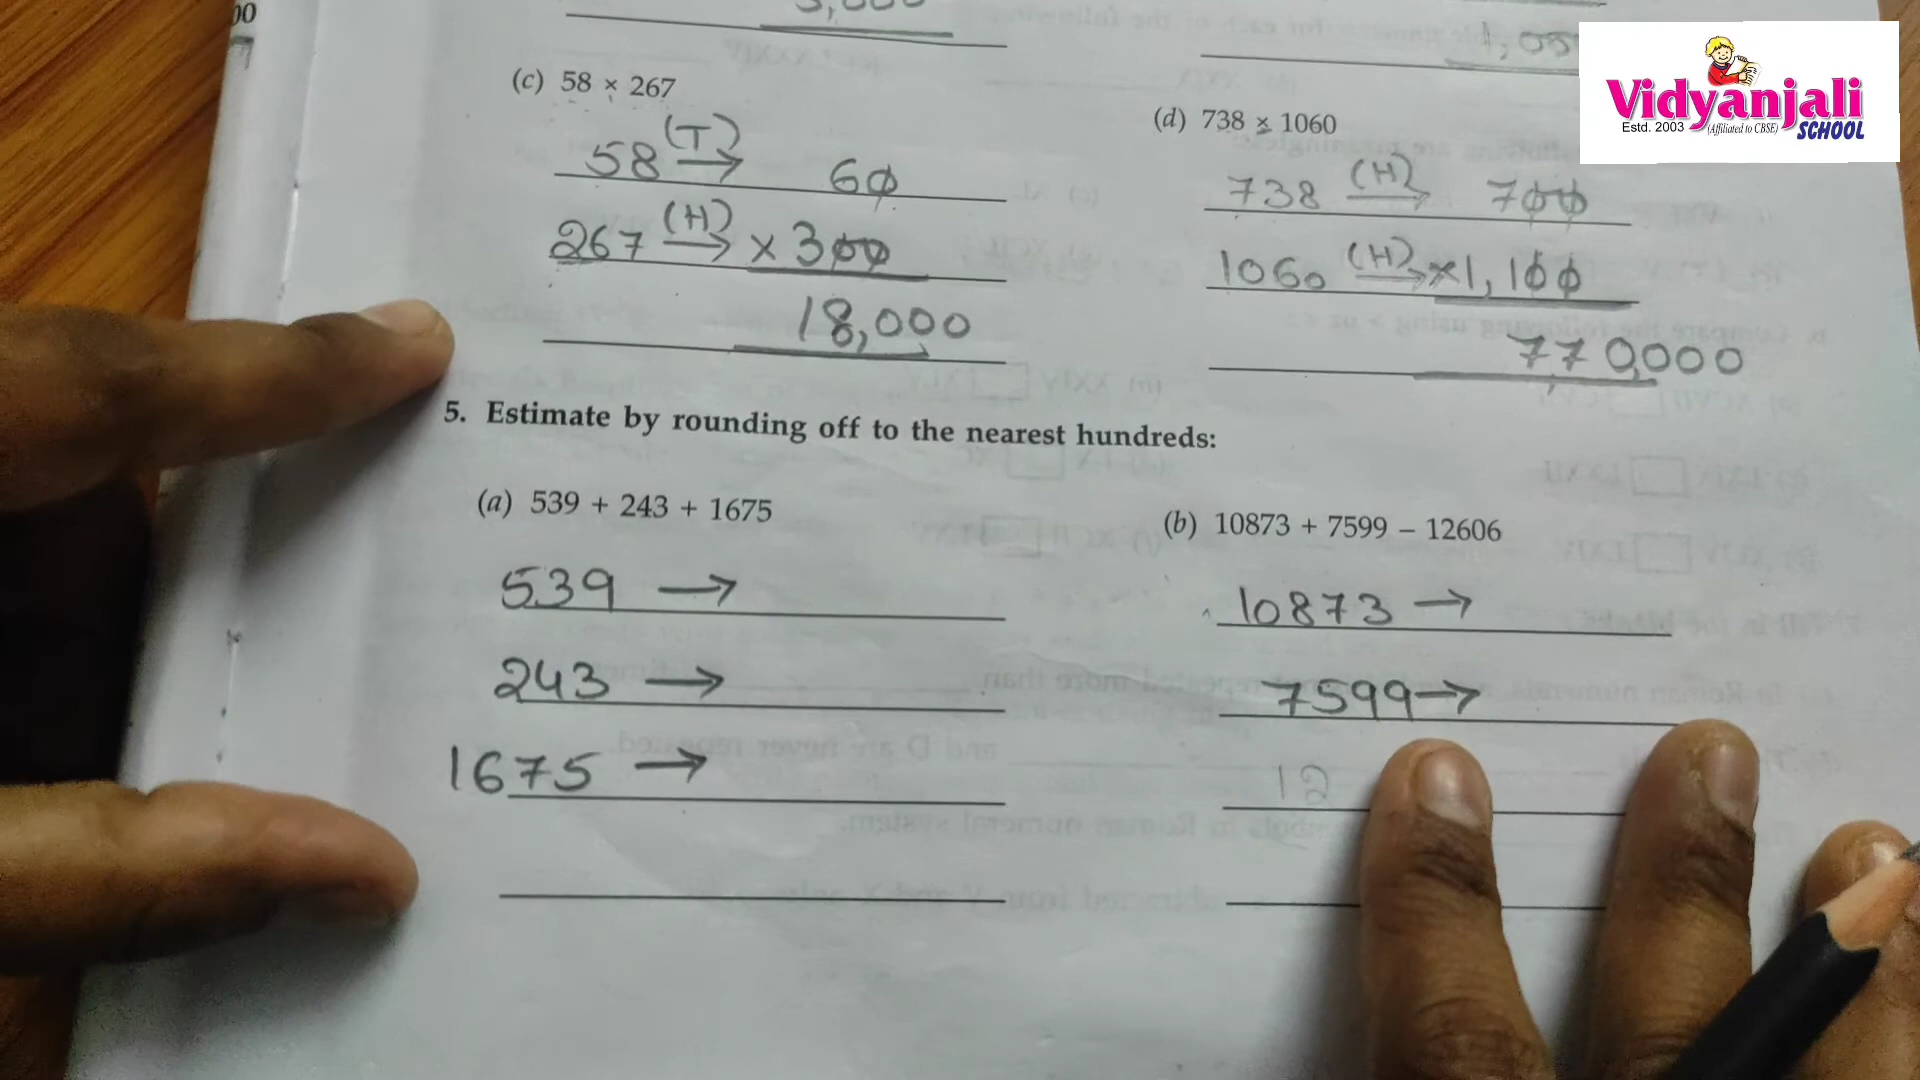 00
(c) 58 × 267
(d) 738 × 1060
58 (T) → 60
267 (H) → × 300
18,000
738 (H) → 700
1060 (H) → × 1,100
770,000
5. Estimate by rounding off to the nearest hundreds:
(a) 539 + 243 + 1675
(b) 10873 + 7599 – 12606
539 →
243 →
1675 →
10873 →
7599 →
12
Vidyanjali
Estd. 2003 (Affiliated to CBSE) SCHOOL